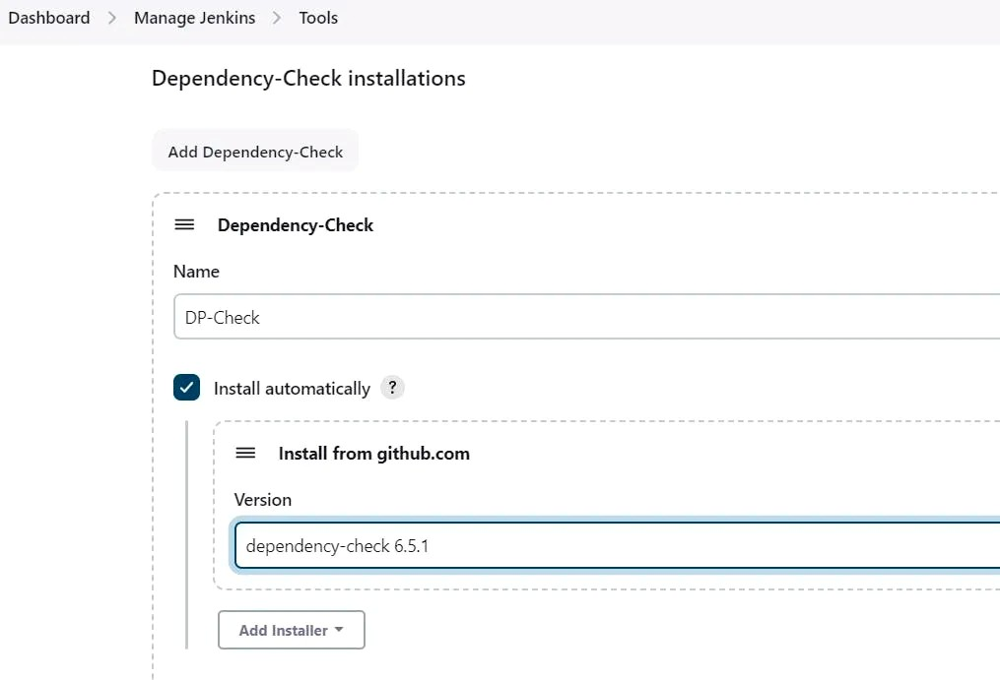 Dashboard > Manage Jenkins > Tools
Dependency-Check installations
Add Dependency-Check
Dependency-Check
Name
DP-Check
Install automatically ?
Install from github.com
Version
dependency-check 6.5.1
Add Installer